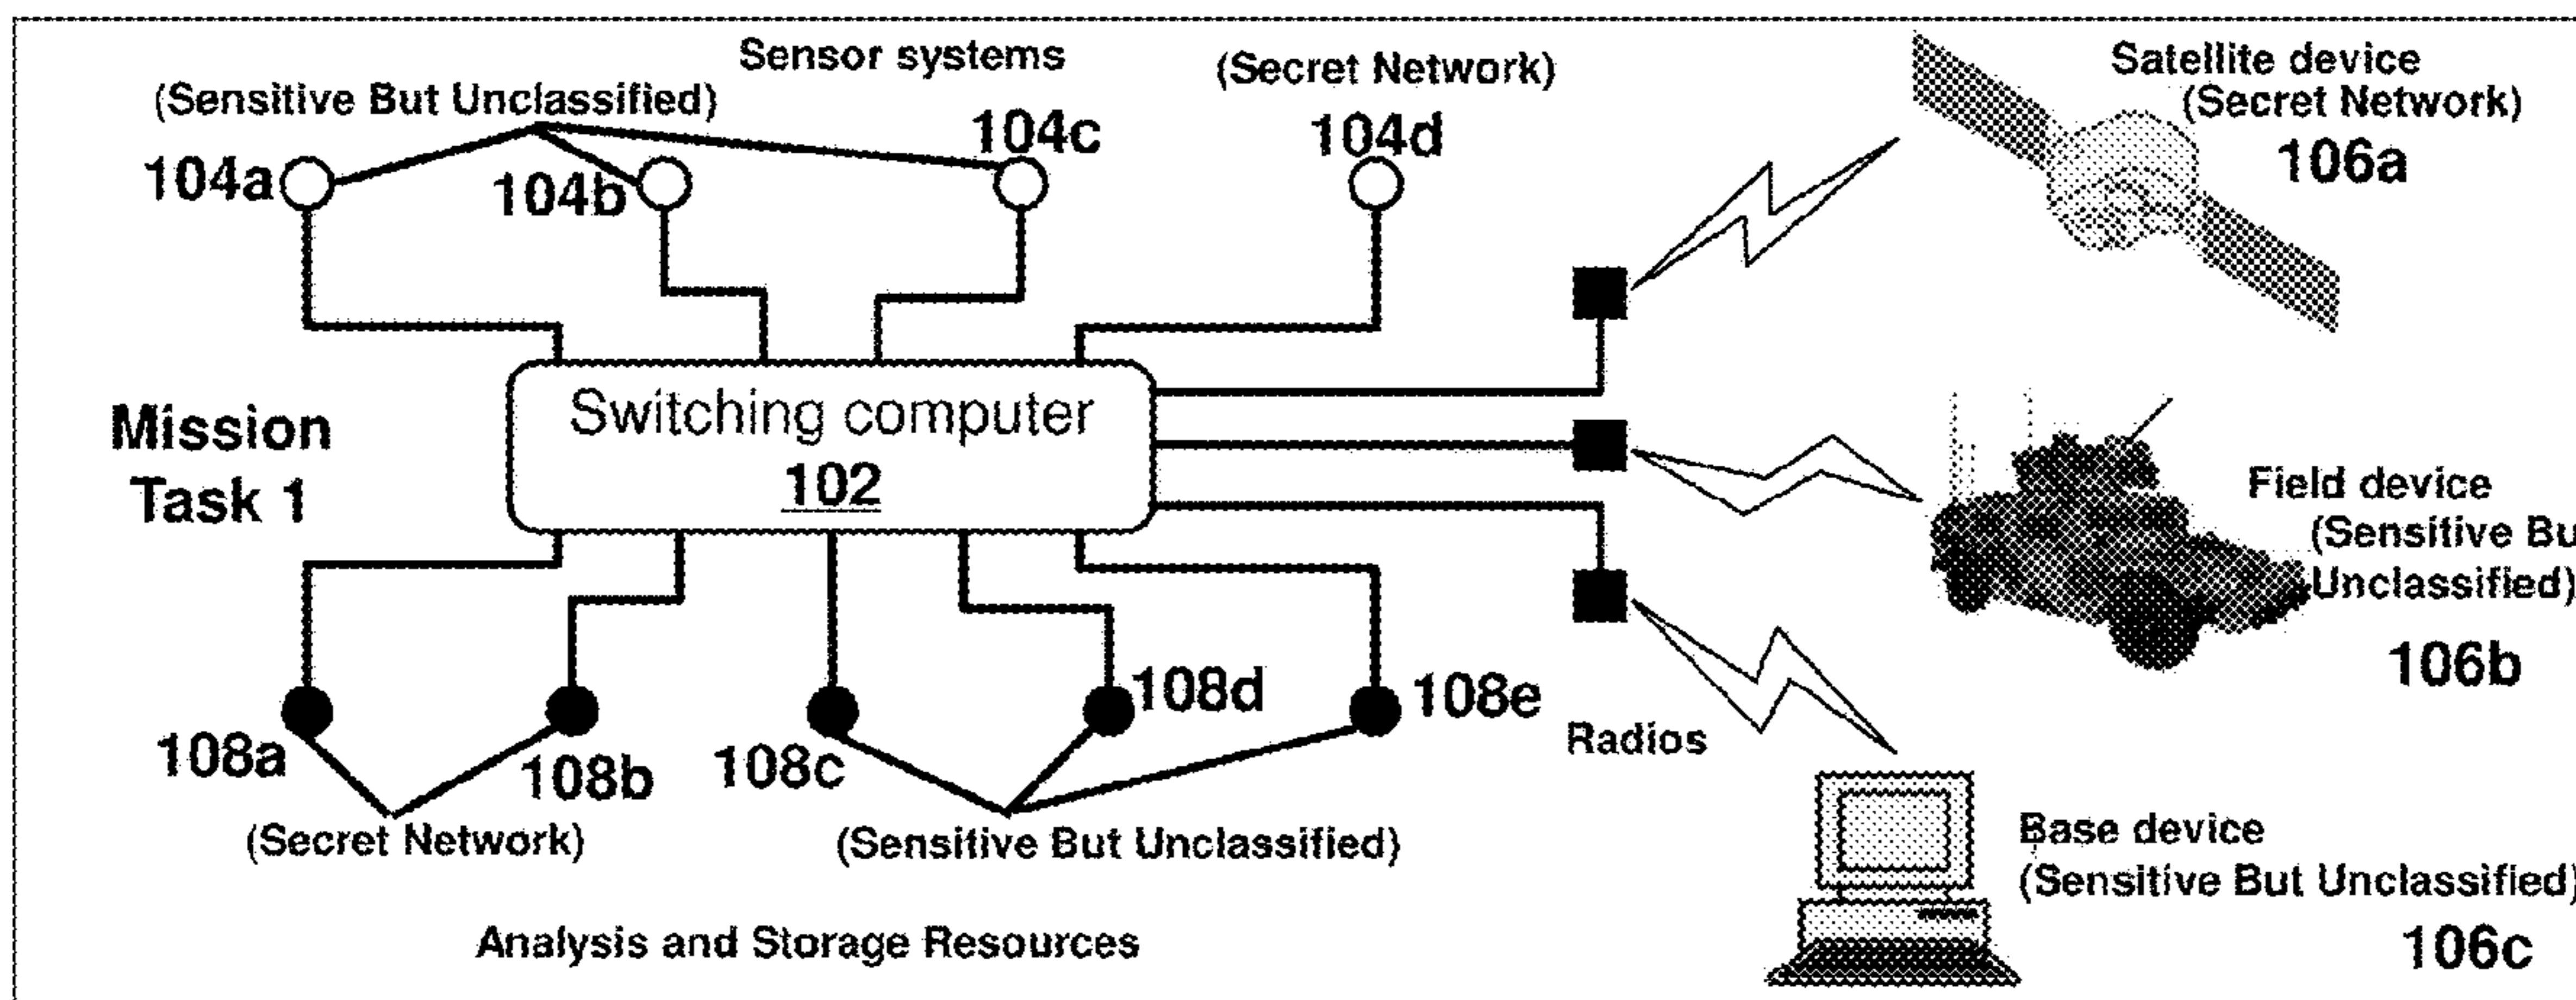 Sensor systems
(Sensitive But Unclassified)
(Secret Network)
104a
104b
104c
104d
Satellite device
(Secret Network)
106a
Mission
Task 1
Switching computer
102
Field device
(Sensitive Bu
Unclassified)
106b
108a
108b
108c
108d
108e
Radios
(Secret Network)
(Sensitive But Unclassified)
Base device
(Sensitive But Unclassified)
106c
Analysis and Storage Resources